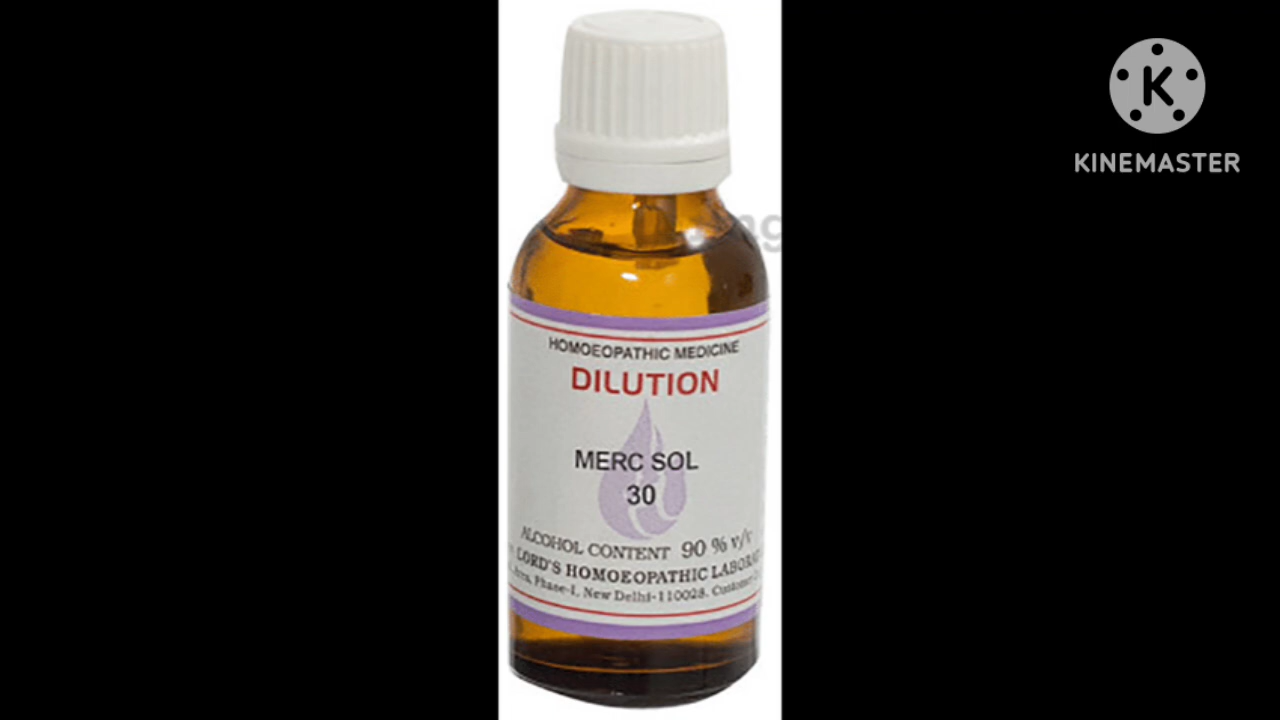 K
KINEMASTER
HOMOEOPATHIC MEDICINE
DILUTION
MERC SOL
30
ALCOHOL CONTENT 90 % v/v
LORD'S HOMOEOPATHIC
Phase-I, New Delhi-110028.